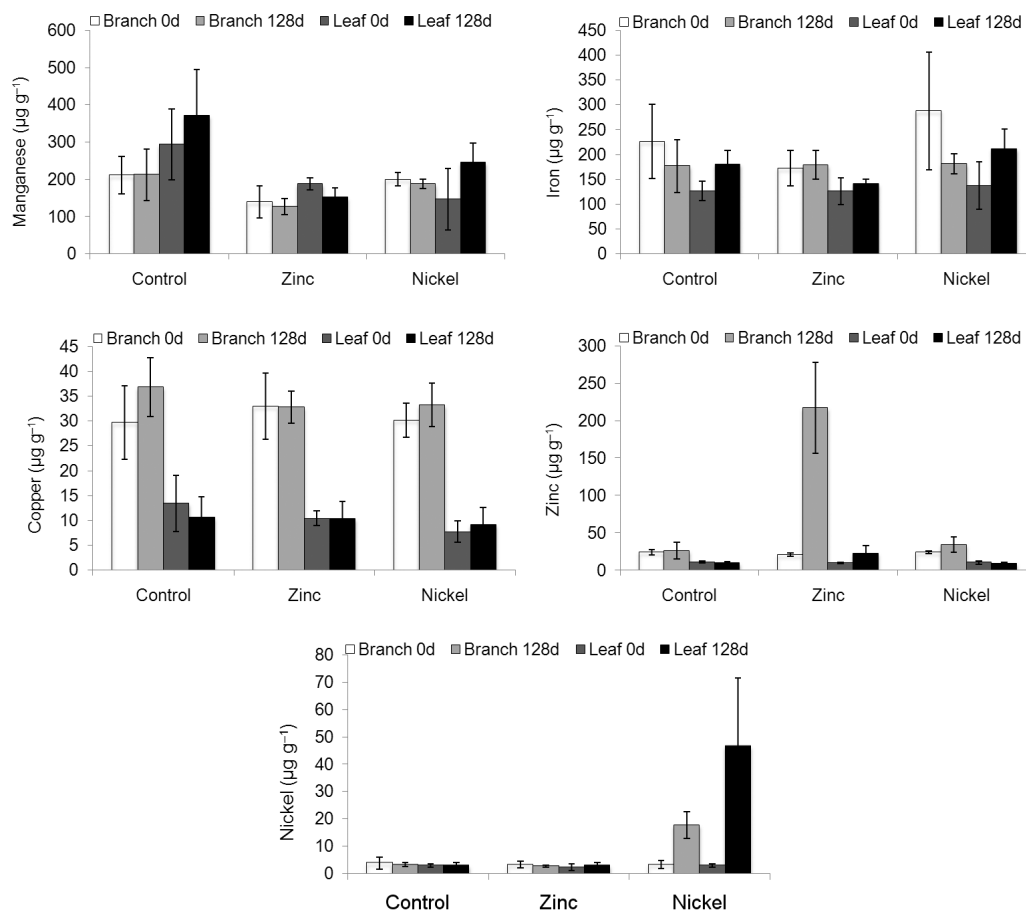 Branch 0d Branch 128d Leaf 0d Leaf 128d
600
500
400
300
200
100
0
Manganese (µg g⁻¹)
Control Zinc Nickel
Branch 0d Branch 128d Leaf 0d Leaf 128d
450
400
350
300
250
200
150
100
50
0
Iron (µg g⁻¹)
Control Zinc Nickel
Branch 0d Branch 128d Leaf 0d Leaf 128d
45
40
35
30
25
20
15
10
5
0
Copper (µg g⁻¹)
Control Zinc Nickel
Branch 0d Branch 128d Leaf 0d Leaf 128d
300
250
200
150
100
50
0
Zinc (µg g⁻¹)
Control Zinc Nickel
Branch 0d Branch 128d Leaf 0d Leaf 128d
80
70
60
50
40
30
20
10
0
Nickel (µg g⁻¹)
Control Zinc Nickel